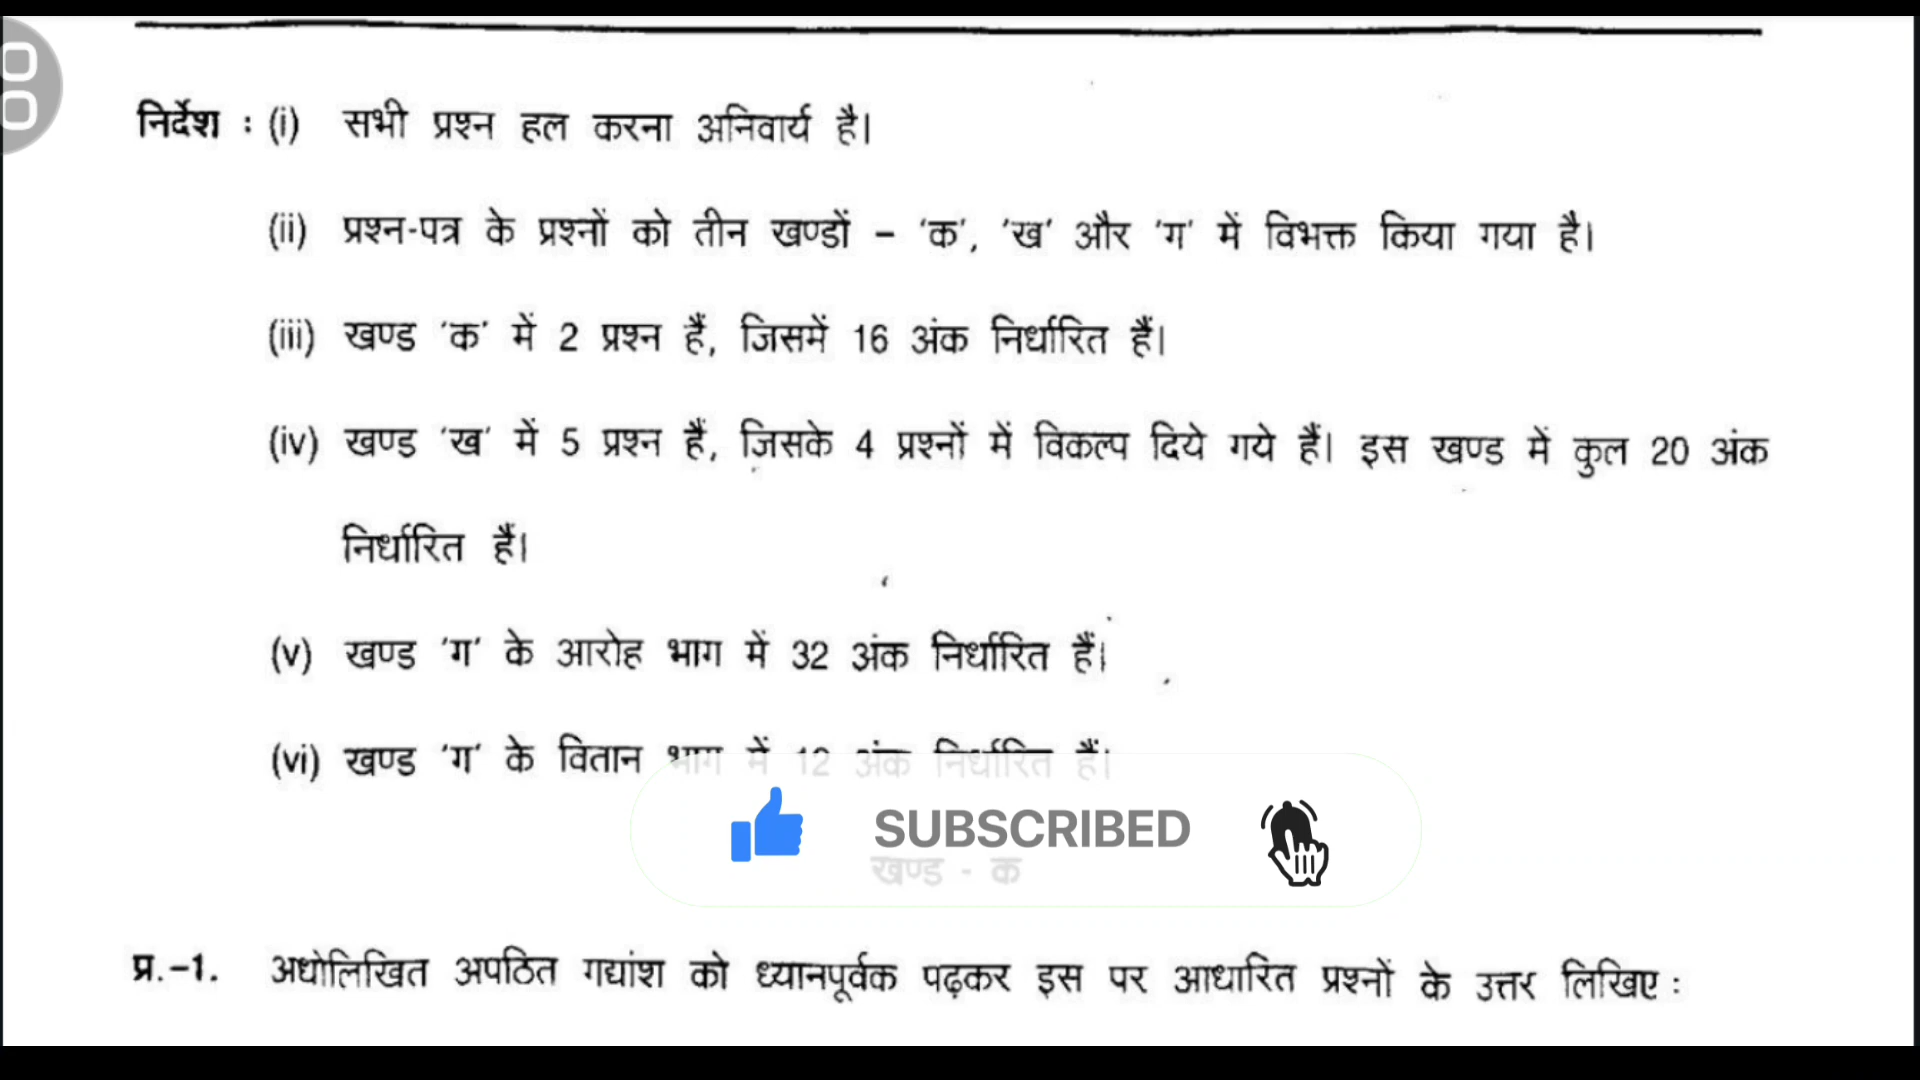 निर्देश : (i) सभी प्रश्न हल करना अनिवार्य है।
(ii) प्रश्न-पत्र के प्रश्नों को तीन खण्डों – 'क', 'ख' और 'ग' में विभक्त किया गया है।
(iii) खण्ड 'क' में 2 प्रश्न हैं, जिसमें 16 अंक निर्धारित हैं।
(iv) खण्ड 'ख' में 5 प्रश्न हैं, जिसके 4 प्रश्नों में विकल्प दिये गये हैं। इस खण्ड में कुल 20 अंक
निर्धारित हैं।
(v) खण्ड 'ग' के आरोह भाग में 32 अंक निर्धारित हैं।
(vi) खण्ड 'ग' के वितान भाग में 12 अंक निर्धारित हैं।
SUBSCRIBED
खण्ड - क
प्र.–1. अधोलिखित अपठित गद्यांश को ध्यानपूर्वक पढ़कर इस पर आधारित प्रश्नों के उत्तर लिखिए :